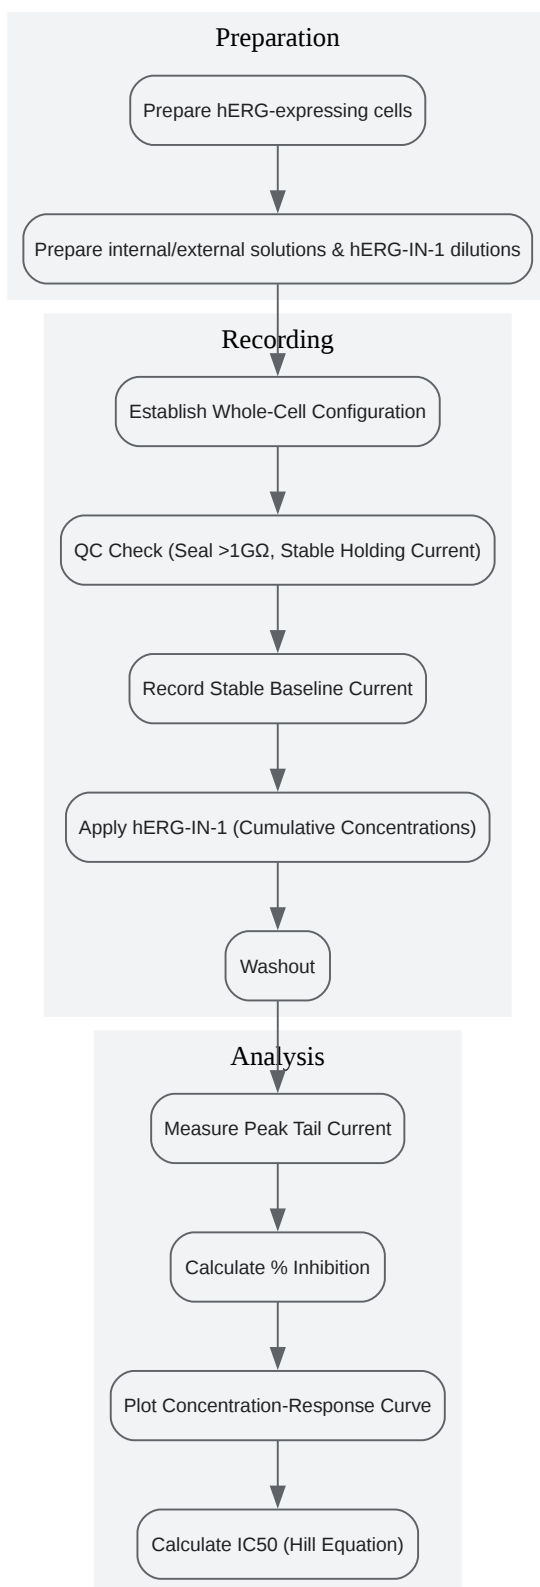 Preparation
Prepare hERG-expressing cells
Prepare internal/external solutions & hERG-IN-1 dilutions
Recording
Establish Whole-Cell Configuration
QC Check (Seal >1GΩ, Stable Holding Current)
Record Stable Baseline Current
Apply hERG-IN-1 (Cumulative Concentrations)
Washout
Analysis
Measure Peak Tail Current
Calculate % Inhibition
Plot Concentration-Response Curve
Calculate IC50 (Hill Equation)